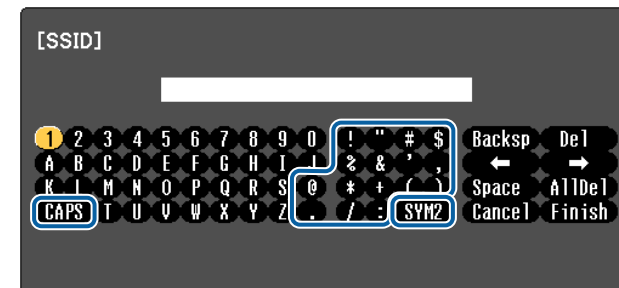 [SSID]
1 2 3 4 5 6 7 8 9 0 ! " # $ Backsp Del
A B C D E F G H I J % & ' , ← →
K L M N O P Q R S @ * + ( ) Space AllDel
CAPS T U V W X Y Z . / : SYM2 Cancel Finish